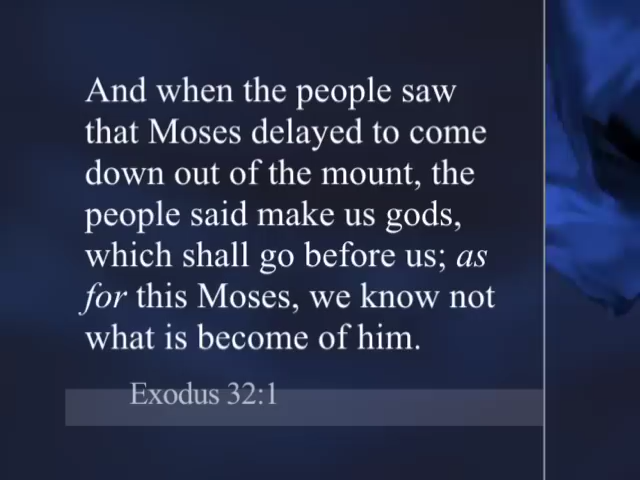 And when the people saw
that Moses delayed to come
down out of the mount, the
people said make us gods,
which shall go before us; as
for this Moses, we know not
what is become of him.
Exodus 32:1